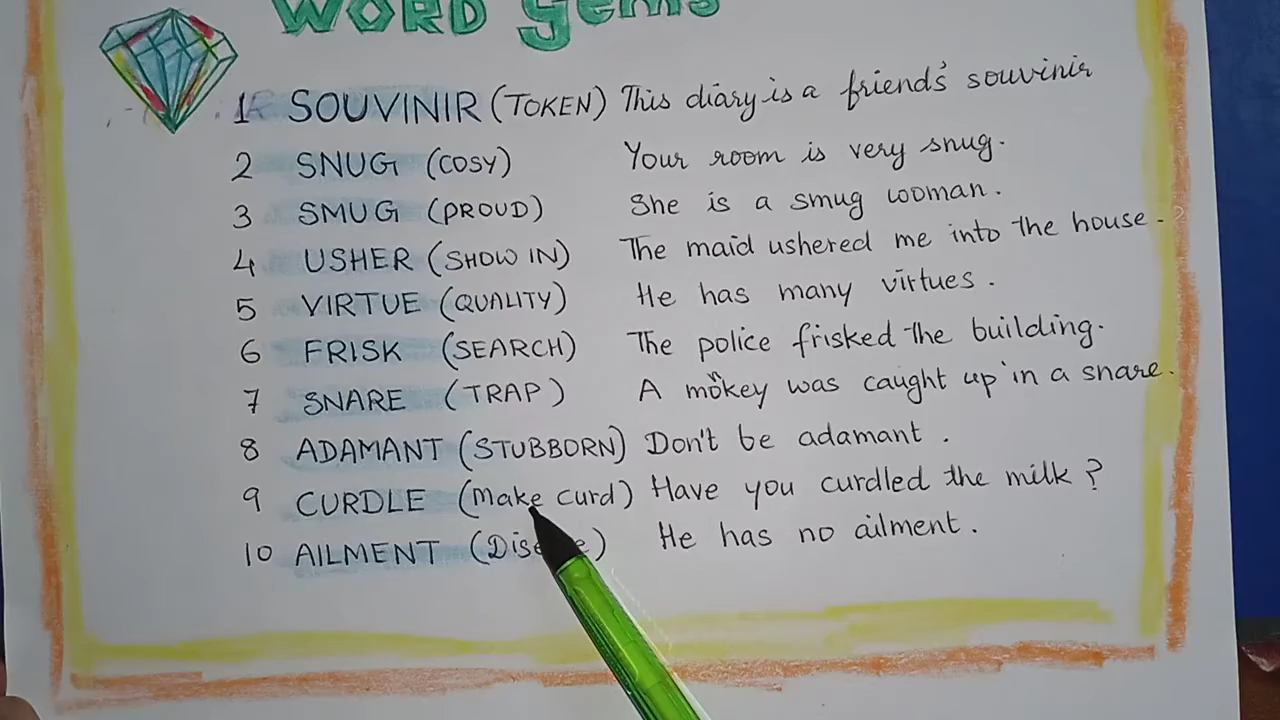 WORD Gems
1 SOUVINIR (TOKEN) This diary is a friend's souvinir
2 SNUG (COSY) Your room is very snug.
3 SMUG (PROUD) She is a smug woman.
4 USHER (SHOW IN) The maid ushered me into the house.
5 VIRTUE (QUALITY) He has many virtues.
6 FRISK (SEARCH) The police frisked the building.
7 SNARE (TRAP) A monkey was caught up in a snare.
8 ADAMANT (STUBBORN) Don't be adamant.
9 CURDLE (Make curd) Have you curdled the milk?
10 AILMENT He has no ailment.